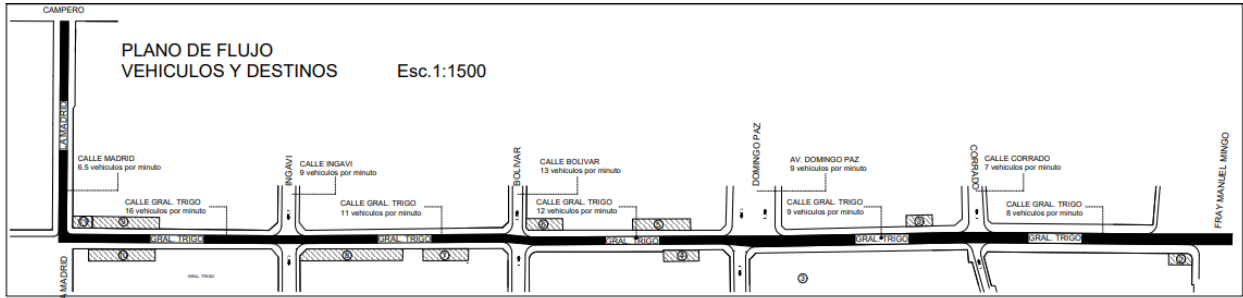 CAMPERO
PLANO DE FLUJO
VEHICULOS Y DESTINOS Esc.1:1500
LA MADRID
CALLE MADRID
6.5 vehiculos por minuto
INGAVI
CALLE INGAVI
9 vehiculos por minuto
BOLIVAR
CALLE BOLIVAR
13 vehiculos por minuto
DOMINGO PAZ
AV. DOMINGO PAZ
9 vehiculos por minuto
CORRADO
CALLE CORRADO
7 vehiculos por minuto
FRAY MANUEL MINGO
CALLE GRAL. TRIGO
16 vehiculos por minuto
CALLE GRAL. TRIGO
11 vehiculos por minuto
CALLE GRAL. TRIGO
12 vehiculos por minuto
CALLE GRAL. TRIGO
9 vehiculos por minuto
CALLE GRAL. TRIGO
8 vehiculos por minuto
GRAL. TRIGO
GRAL. TRIGO
GRAL. TRIGO
GRAL. TRIGO
GRAL. TRIGO
LA MADRID
GRAL. TRIGO
7
4
3